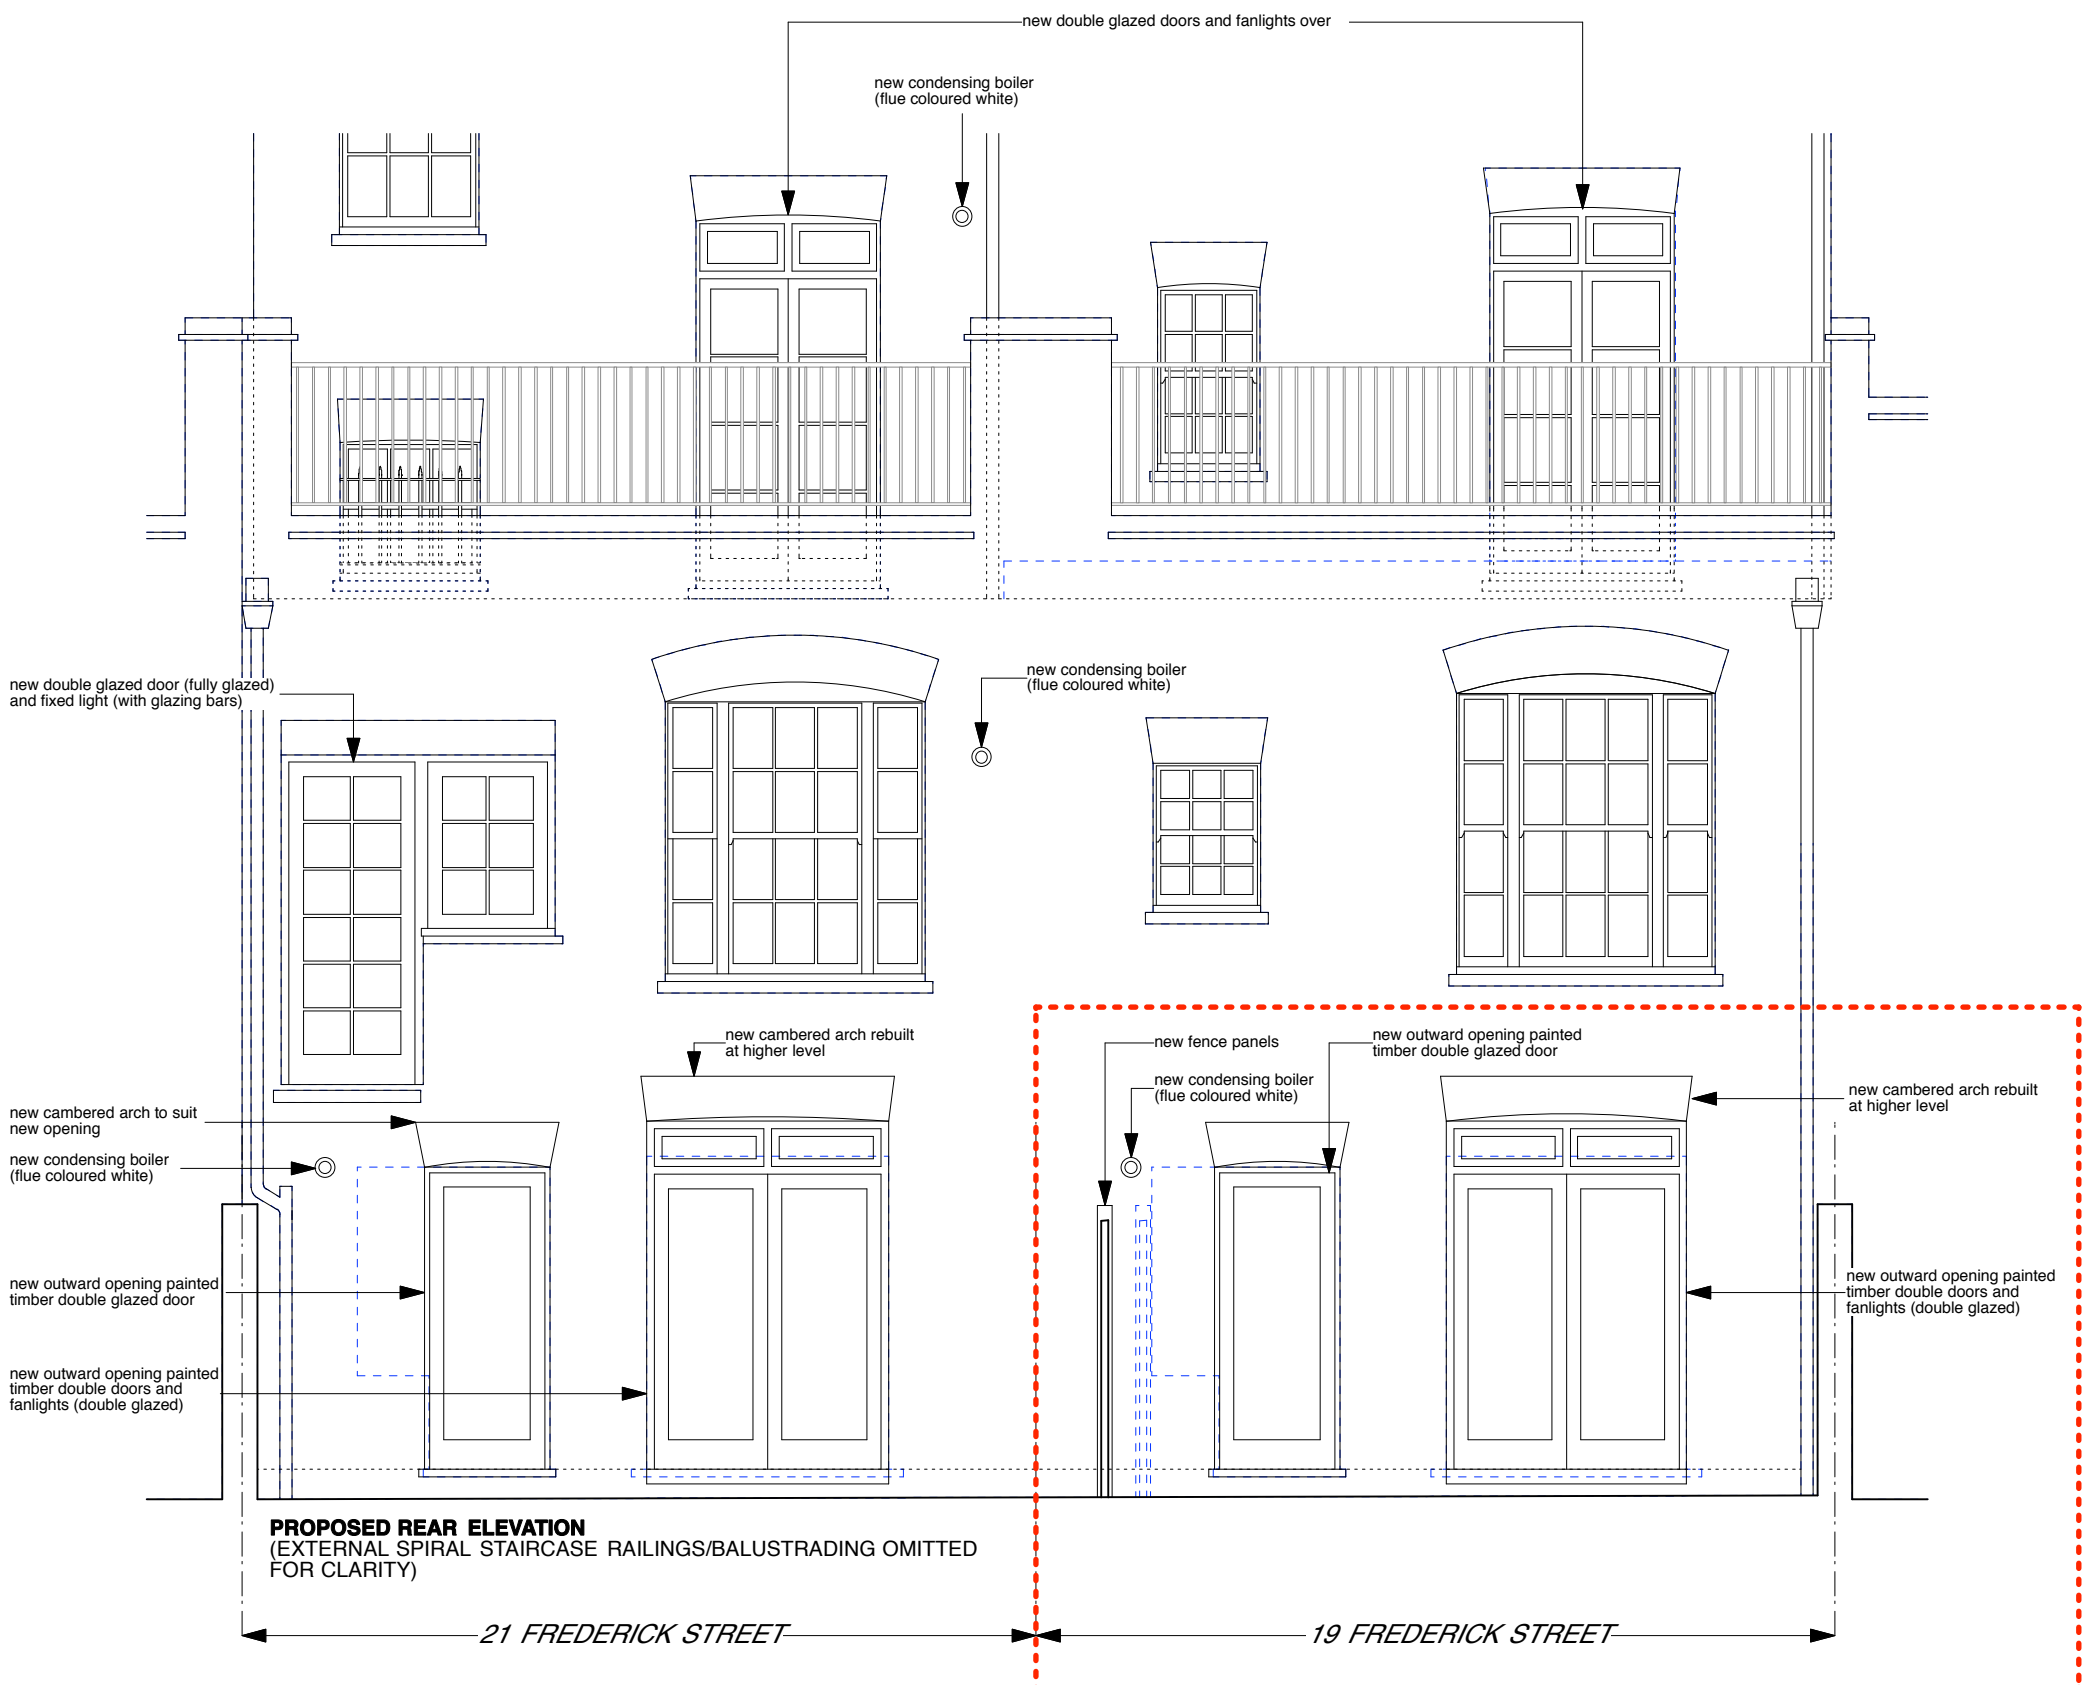 new double glazed doors and fanlights over
new condensing boiler
(flue coloured white)
new double glazed door (fully glazed)
and fixed light (with glazing bars)
new condensing boiler
(flue coloured white)
new cambered arch rebuilt
at higher level
new fence panels
new outward opening painted
timber double glazed door
new condensing boiler
(flue coloured white)
new cambered arch rebuilt
at higher level
new cambered arch to suit
new opening
new condensing boiler
(flue coloured white)
new outward opening painted
timber double glazed door
new outward opening painted
timber double doors and
fanlights (double glazed)
new outward opening painted
timber double doors and
fanlights (double glazed)
PROPOSED REAR ELEVATION
(EXTERNAL SPIRAL STAIRCASE RAILINGS/BALUSTRADING OMITTED
FOR CLARITY)
21 FREDERICK STREET
19 FREDERICK STREET